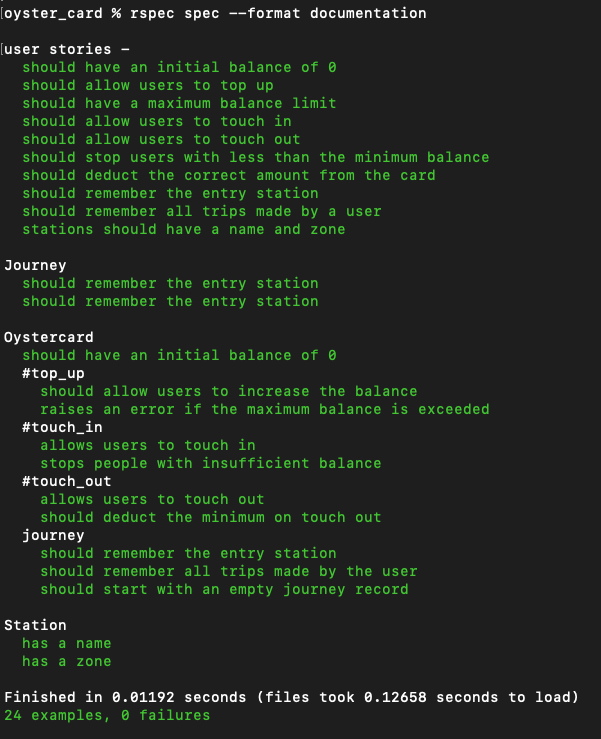 [oyster_card % rspec spec --format documentation
[user stories –
should have an initial balance of 0
should allow users to top up
should have a maximum balance limit
should allow users to touch in
should allow users to touch out
should stop users with less than the minimum balance
should deduct the correct amount from the card
should remember the entry station
should remember all trips made by a user
stations should have a name and zone
Journey
should remember the entry station
should remember the entry station
Oystercard
should have an initial balance of 0
#top_up
should allow users to increase the balance
raises an error if the maximum balance is exceeded
#touch_in
allows users to touch in
stops people with insufficient balance
#touch_out
allows users to touch out
should deduct the minimum on touch out
journey
should remember the entry station
should remember all trips made by the user
should start with an empty journey record
Station
has a name
has a zone
Finished in 0.01192 seconds (files took 0.12658 seconds to load)
24 examples, 0 failures